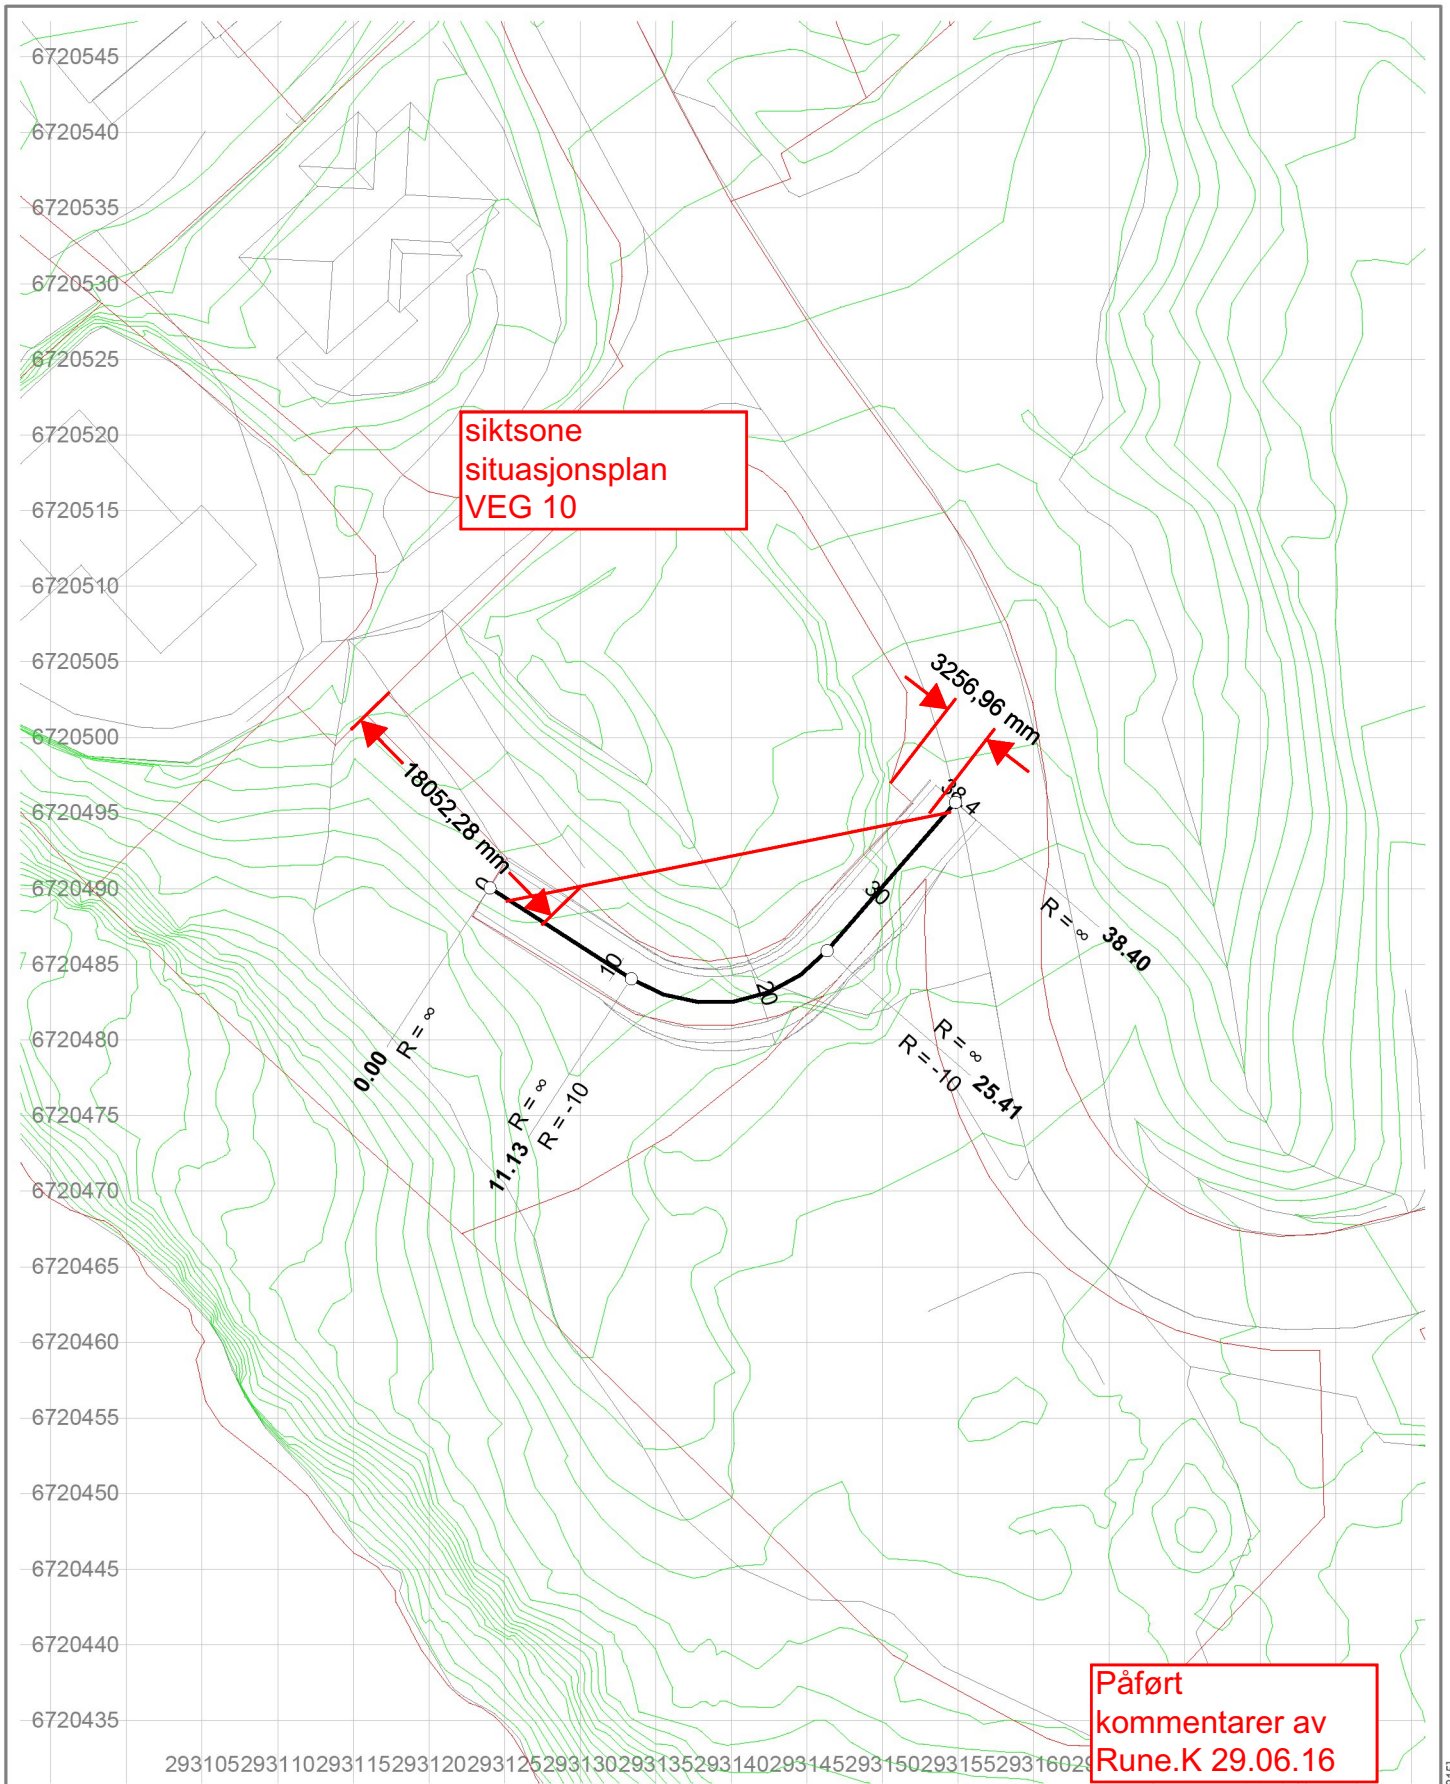 6720545
6720540
6720535
6720530
6720525
6720520
siktsone
situasjonsplan
VEG 10
6720515
6720510
6720505
3256,96 mm
6720500
18052,28 mm
38.4
6720495
6720490
0
30
R = ∞ 38.40
6720485
10
20
6720480
0.00 R = ∞
R = ∞
R = -10 25.41
6720475
R = ∞
11.13 R = -10
6720470
6720465
6720460
6720455
6720450
6720445
6720440
6720435
Påført
kommentarer av
Rune.K 29.06.16
293105293110293115293120293125293130293135293140293145293150293155293160